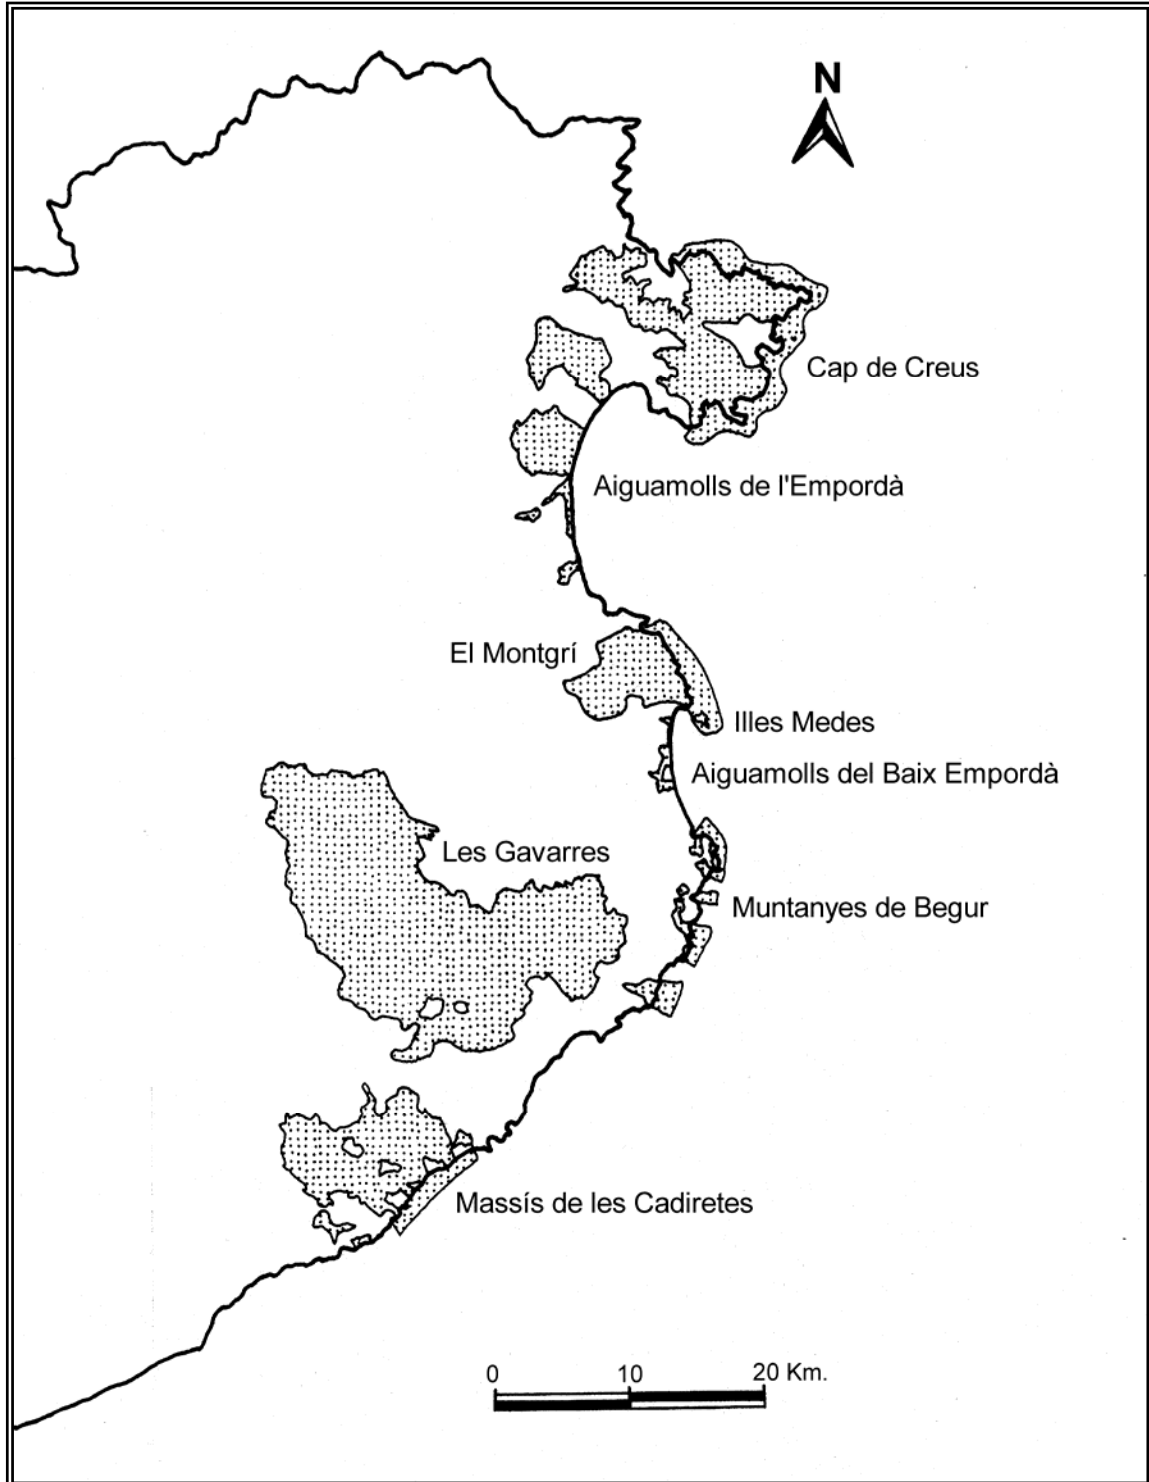 N
Cap de Creus
Aiguamolls de l'Empordà
El Montgrí
Illes Medes
Aiguamolls del Baix Empordà
Les Gavarres
Muntanyes de Begur
Massís de les Cadiretes
0 10 20 Km.